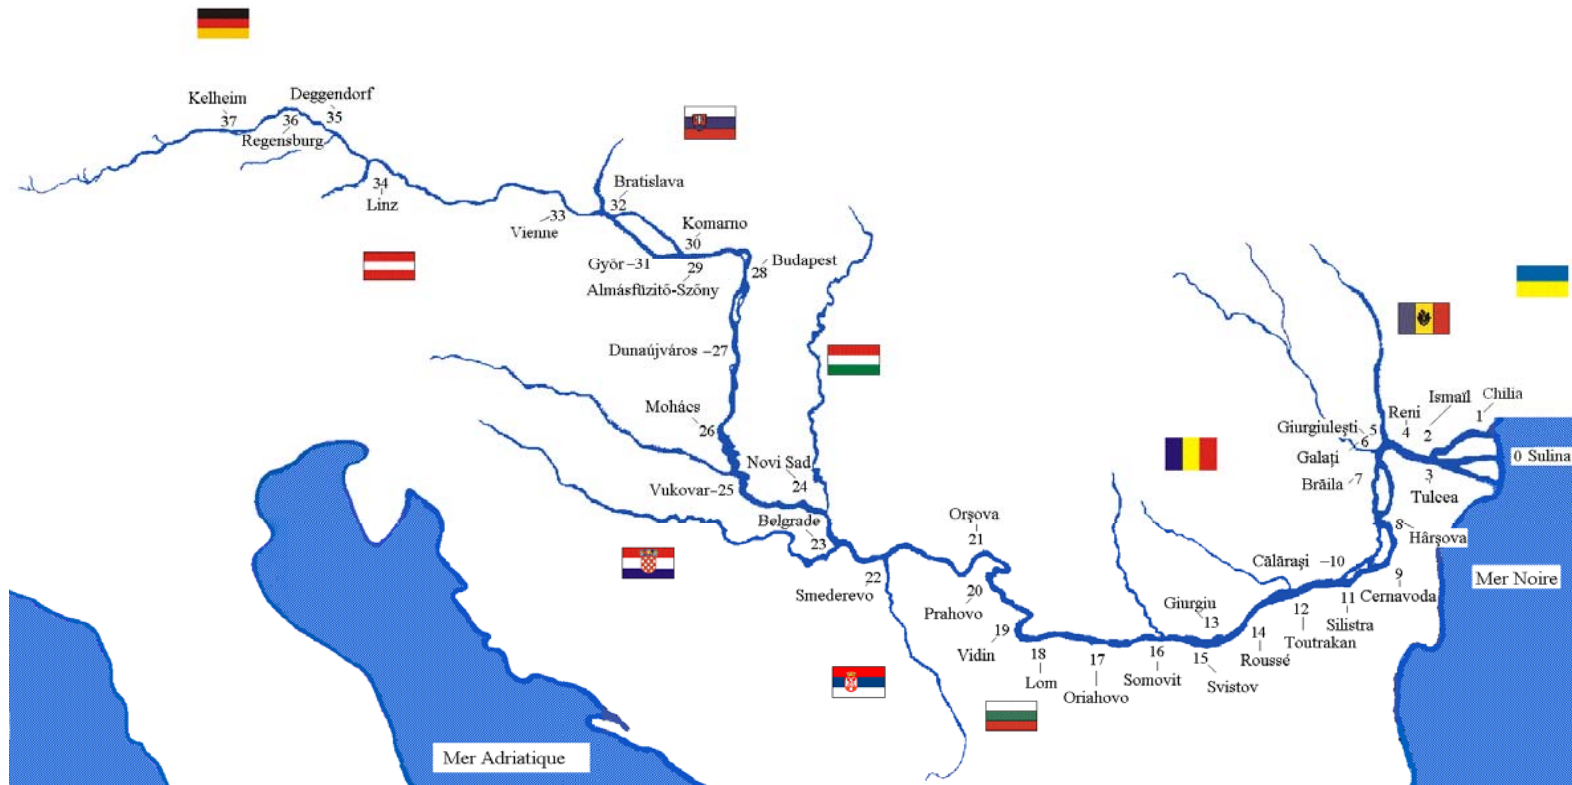 Kelheim
37
Regensburg
36
Deggendorf
35
34
Linz
Vienne
33
Bratislava
32
Györ –31
Komarno
30
29
Almásfüzitő-Szőny
Budapest
28
Dunaújváros –27
Mohács
26
Vukovar–25
Novi Sad
24
Belgrade
23
22
Smederevo
Orşova
21
20
Prahovo
19
Vidin
18
Lom
17
Oriahovo
16
Somovit
15
Svistov
14
Roussé
Giurgiu
13
12
Toutrakan
11
Silistra
Călăraşi –10
9
Cernavoda
8
Hârşova
Brăila 7
Galaţi
6
Giurgiuleşti 5
Reni
4
3
Tulcea
Ismaïl
2
Chilia
1
0 Sulina
Mer Noire
Mer Adriatique